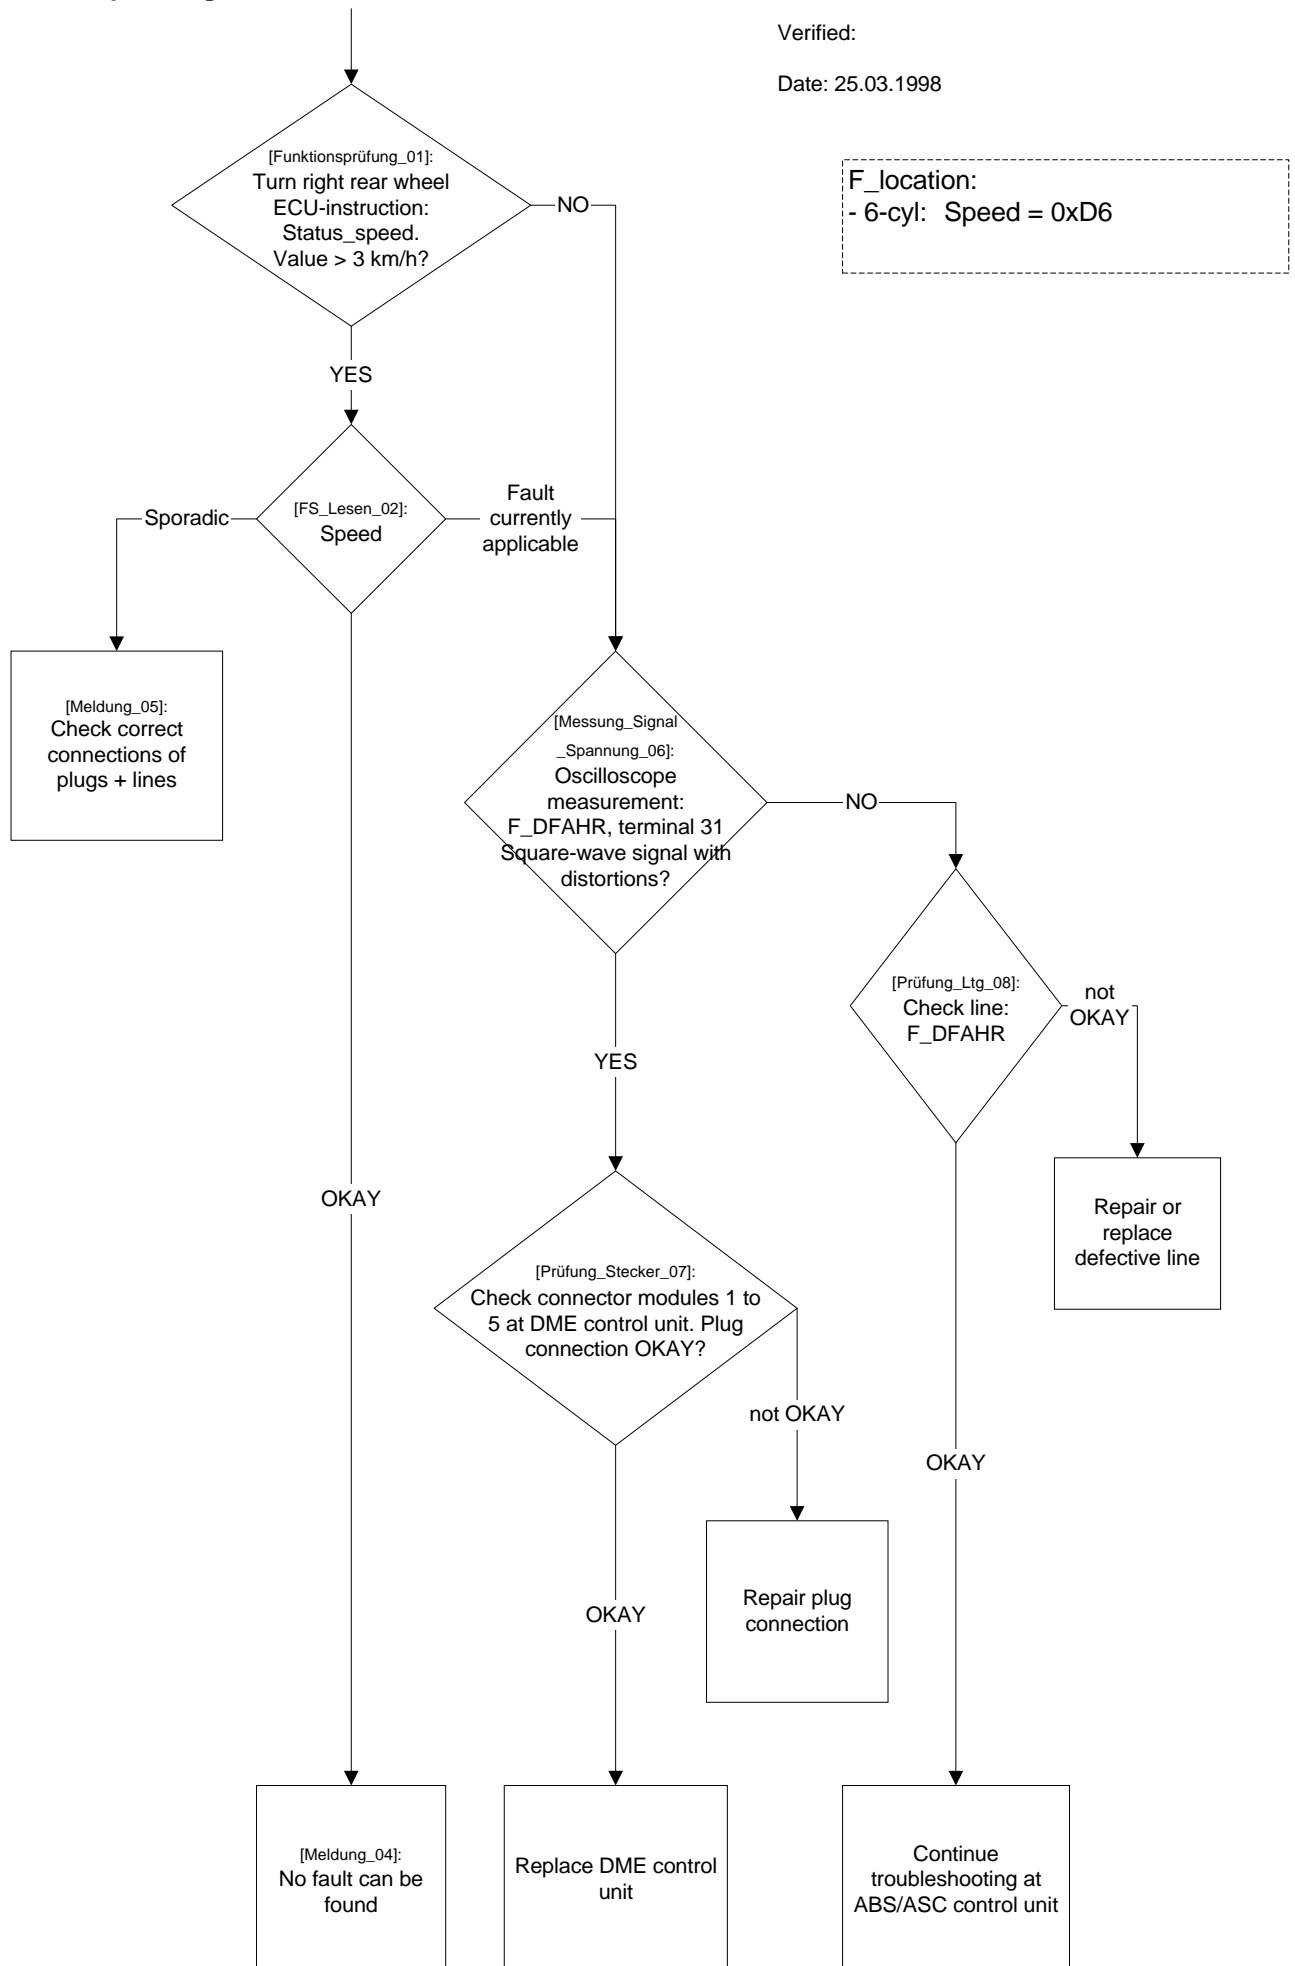 Verified:
Date: 25.03.1998
[Funktionsprüfung_01]:
Turn right rear wheel
ECU-instruction:
Status_speed.
Value > 3 km/h?
NO
F_location:
- 6-cyl: Speed = 0xD6
YES
[FS_Lesen_02]:
Speed
Sporadic
Fault
currently
applicable
[Meldung_05]:
Check correct
connections of
plugs + lines
[Messung_Signal
_Spannung_06]:
Oscilloscope
measurement:
F_DFAHR, terminal 31
Square-wave signal with
distortions?
NO
[Prüfung_Ltg_08]:
Check line:
F_DFAHR
not
OKAY
YES
OKAY
Repair or
replace
defective line
[Prüfung_Stecker_07]:
Check connector modules 1 to
5 at DME control unit. Plug
connection OKAY?
not OKAY
OKAY
Repair plug
connection
OKAY
[Meldung_04]:
No fault can be
found
Replace DME control
unit
Continue
troubleshooting at
ABS/ASC control unit